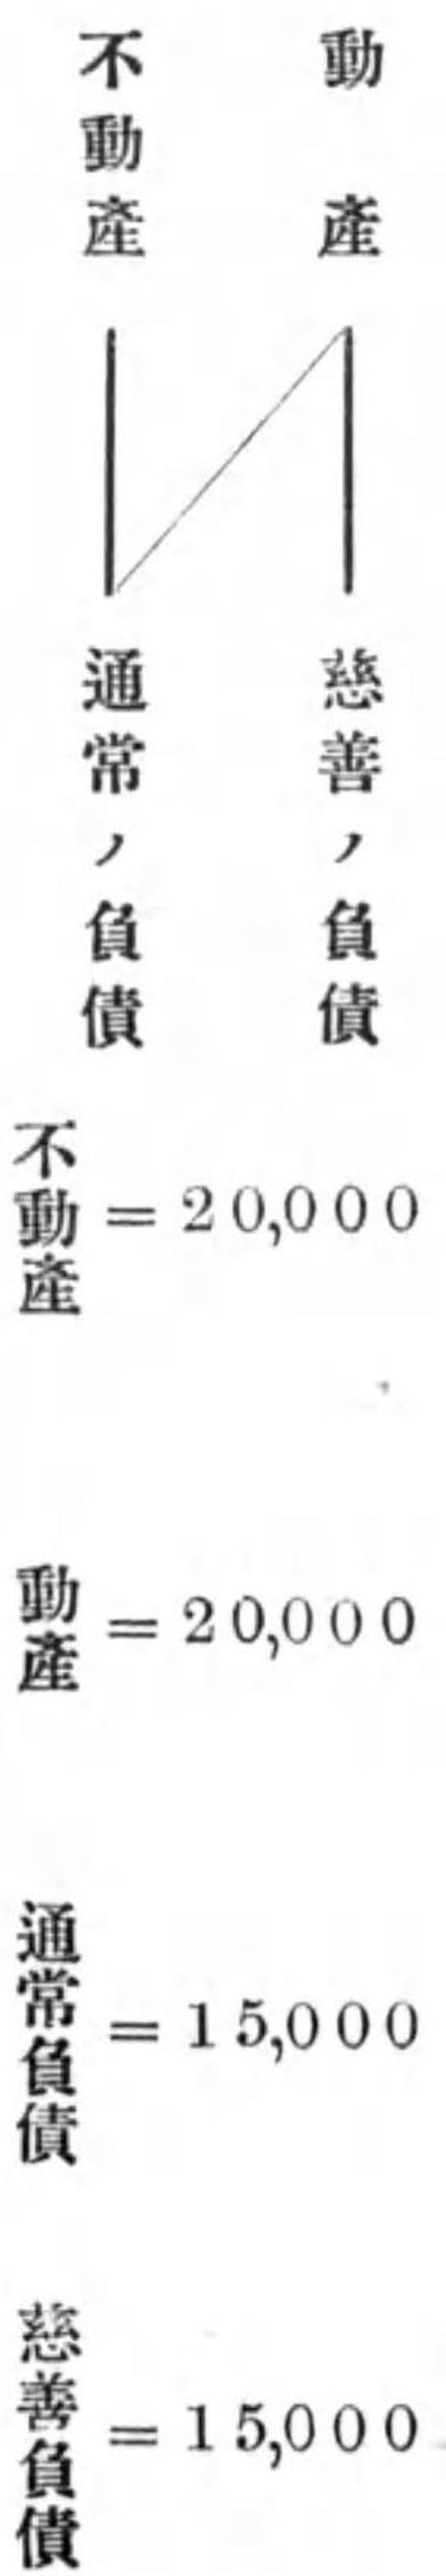 動産
不動産
慈善ノ負債
通常ノ負債
不動産 = 20,000
動産 = 20,000
通常負債 = 15,000
慈善負債 = 15,000